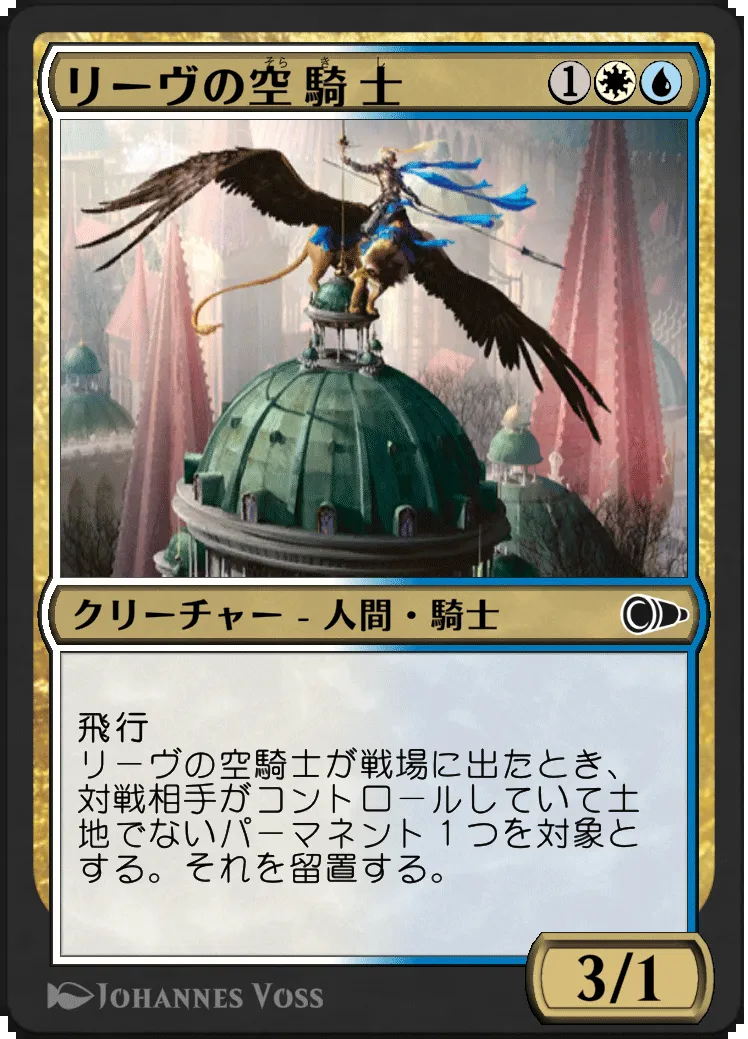 リーヴの空騎士 1
そら き し
クリーチャー - 人間・騎士
飛行
リーヴの空騎士が戦場に出たとき、
対戦相手がコントロールしていて土
地でないパーマネント1つを対象と
する。それを留置する。
3/1
JOHANNES VOSS